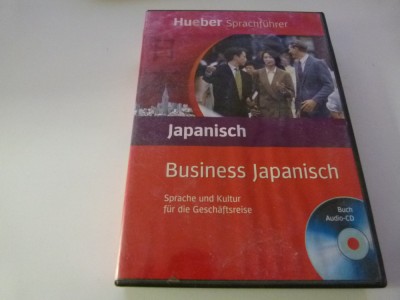 Hueber Sprachführer
Japanisch
Business Japanisch
Sprache und Kultur
für die Geschäftsreise
Buch
Audio-CD